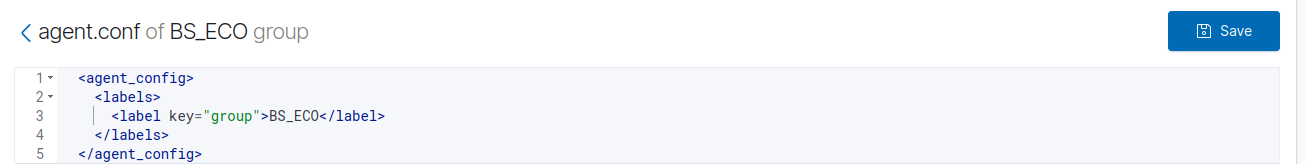 agent.conf of BS_ECO group
Save
1 <agent_config>
2 <labels>
3 <label key="group">BS_ECO</label>
4 </labels>
5 </agent_config>